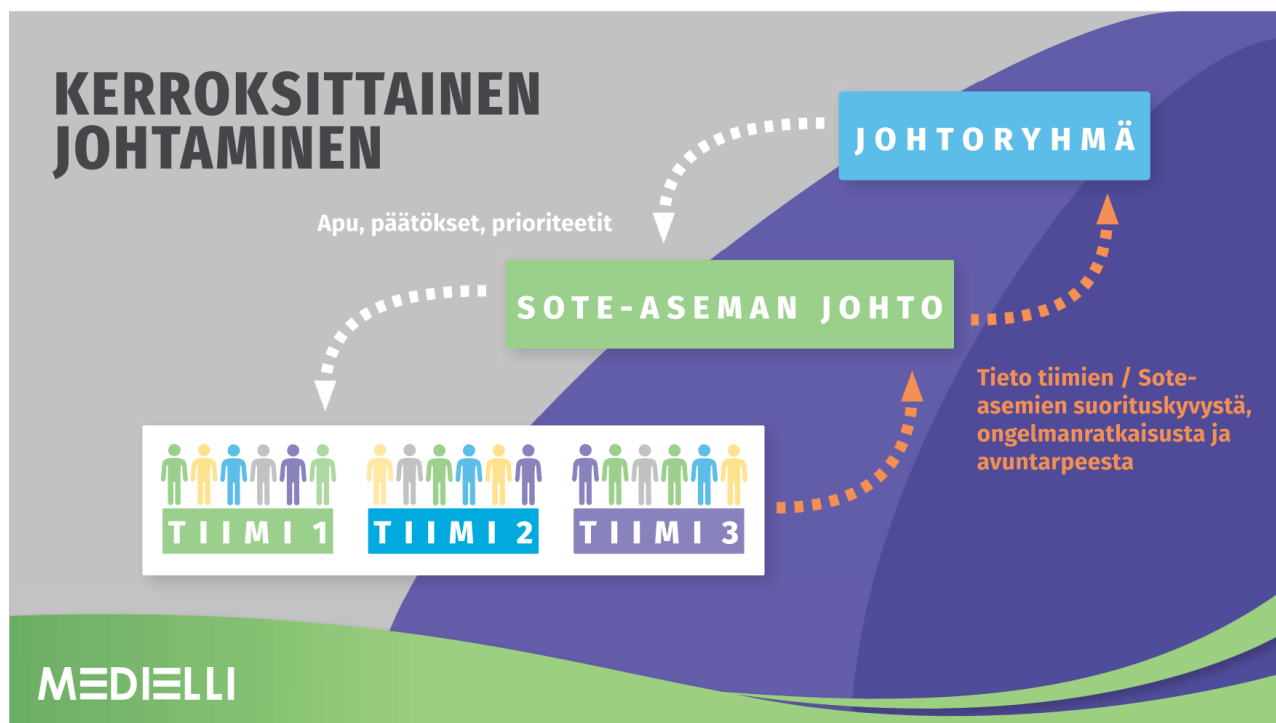 KERROKSITTAINEN
JOHTAMINEN
JOHTORYHMÄ
Apu, päätökset, prioriteetit
SOTE-ASEMAN JOHTO
Tieto tiimien / Sote-
asemien suorituskyvystä,
ongelmanratkaisusta ja
avuntarpeesta
TIIMI 1
TIIMI 2
TIIMI 3
MEDIELLI